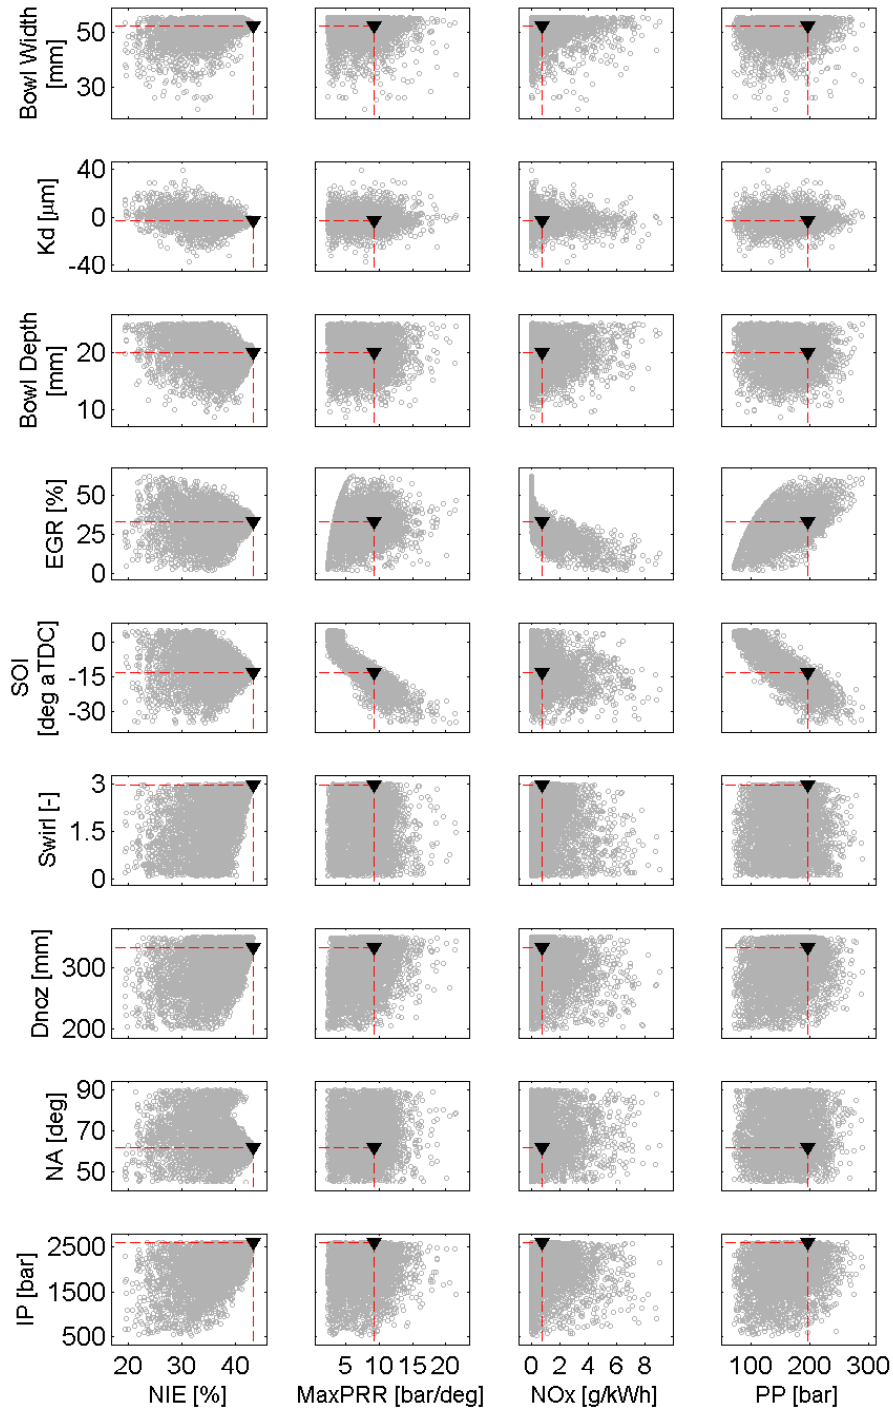 Bowl Width
[mm]
50
30
Kd [μm]
40
0
-40
Bowl Depth
[mm]
20
10
EGR [%]
50
25
0
SOI
[deg aTDC]
0
-15
-30
Swirl [-]
3
1.5
0
Dnoz [mm]
300
200
NA [deg]
90
70
50
IP [bar]
2500
1500
500
20 30 40 5 10 15 20 0 2 4 6 8 100 200 300
NIE [%] MaxPRR [bar/deg] NOx [g/kWh] PP [bar]